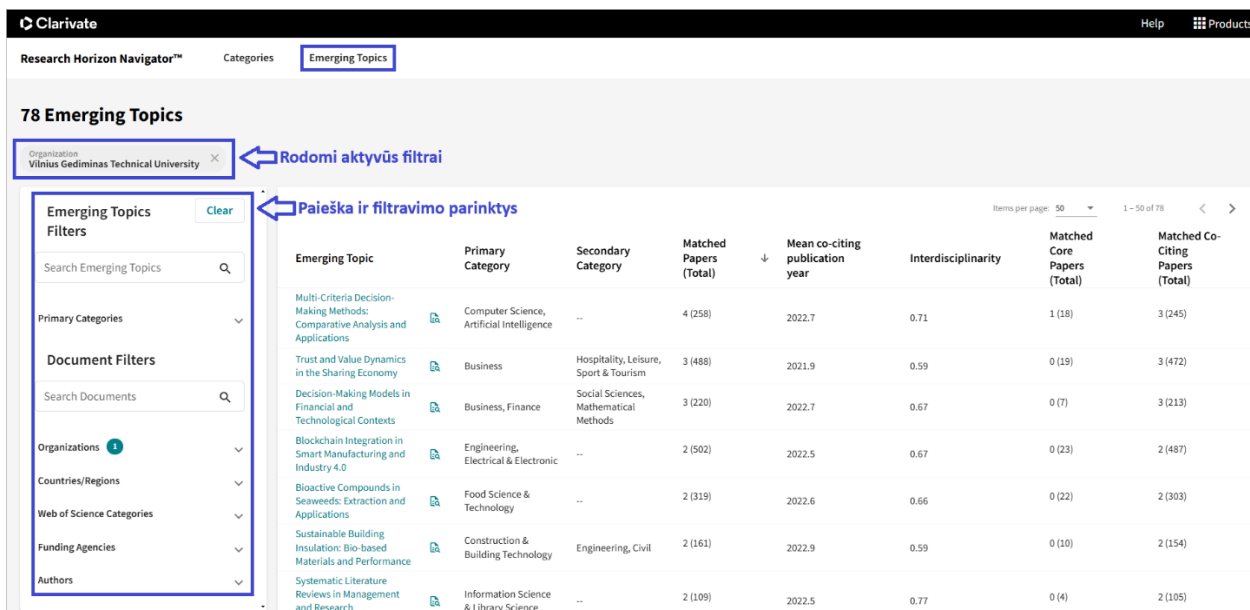 Clarivate
Help
Products
Research Horizon Navigator™
Categories
Emerging Topics
78 Emerging Topics
Organization
Vilnius Gediminas Technical University
Rodomi aktyvūs filtrai
Emerging Topics
Filters
Clear
Paieška ir filtravimo parinktys
Search Emerging Topics
Primary Categories
Document Filters
Search Documents
Organizations 1
Countries/Regions
Web of Science Categories
Funding Agencies
Authors
Items per page: 50
1 – 50 of 78
Emerging Topic
Primary
Category
Secondary
Category
Matched
Papers
(Total)
Mean co-citing
publication
year
Interdisciplinarity
Matched
Core
Papers
(Total)
Matched Co-
Citing
Papers
(Total)
Multi-Criteria Decision-
Making Methods:
Comparative Analysis and
Applications
Computer Science,
Artificial Intelligence
--
4 (258)
2022.7
0.71
1 (18)
3 (245)
Trust and Value Dynamics
in the Sharing Economy
Business
Hospitality, Leisure,
Sport & Tourism
3 (488)
2021.9
0.59
0 (19)
3 (472)
Decision-Making Models in
Financial and
Technological Contexts
Business, Finance
Social Sciences,
Mathematical
Methods
3 (220)
2022.7
0.67
0 (7)
3 (213)
Blockchain Integration in
Smart Manufacturing and
Industry 4.0
Engineering,
Electrical & Electronic
--
2 (502)
2022.5
0.67
0 (23)
2 (487)
Bioactive Compounds in
Seaweeds: Extraction and
Applications
Food Science &
Technology
--
2 (319)
2022.6
0.66
0 (22)
2 (303)
Sustainable Building
Insulation: Bio-based
Materials and Performance
Construction &
Building Technology
Engineering, Civil
2 (161)
2022.9
0.59
0 (10)
2 (154)
Systematic Literature
Reviews in Management
and Research
Information Science
& Library Science
--
2 (109)
2022.5
0.77
0 (4)
2 (105)